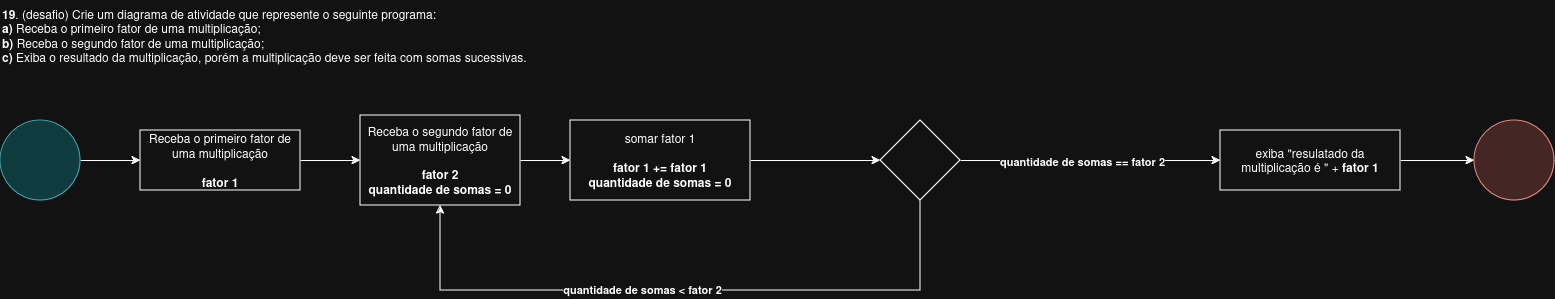 19. (desafio) Crie um diagrama de atividade que represente o seguinte programa:
a) Receba o primeiro fator de uma multiplicação;
b) Receba o segundo fator de uma multiplicação;
c) Exiba o resultado da multiplicação, porém a multiplicação deve ser feita com somas sucessivas.
Receba o primeiro fator de
uma multiplicação
fator 1
Receba o segundo fator de
uma multiplicação
fator 2
quantidade de somas = 0
somar fator 1
fator 1 += fator 1
quantidade de somas = 0
quantidade de somas == fator 2
exiba "resulatado da
multiplicação é " + fator 1
quantidade de somas < fator 2